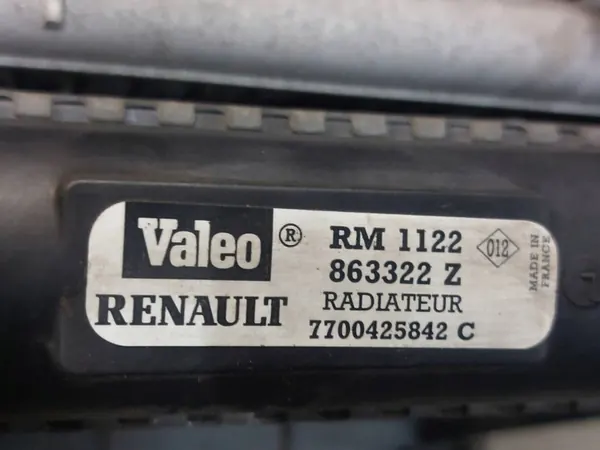 Valeo ® RM 1122
863322 Z
RENAULT RADIATEUR
7700425842 C
012
MADE IN
FRANCE